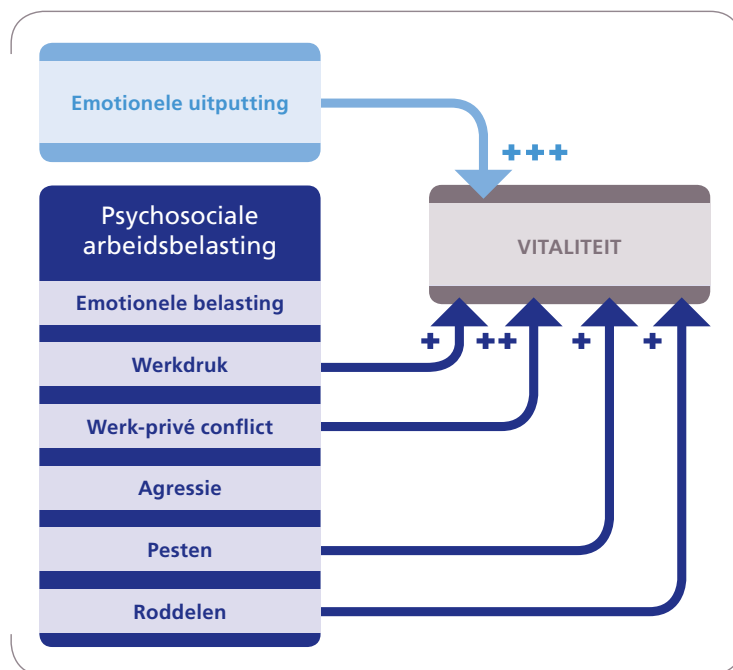 Emotionele uitputting
+++
Psychosociale
arbeidsbelasting
VITALITEIT
Emotionele belasting
+
++
+
+
Werkdruk
Werk-privé conflict
Agressie
Pesten
Roddelen